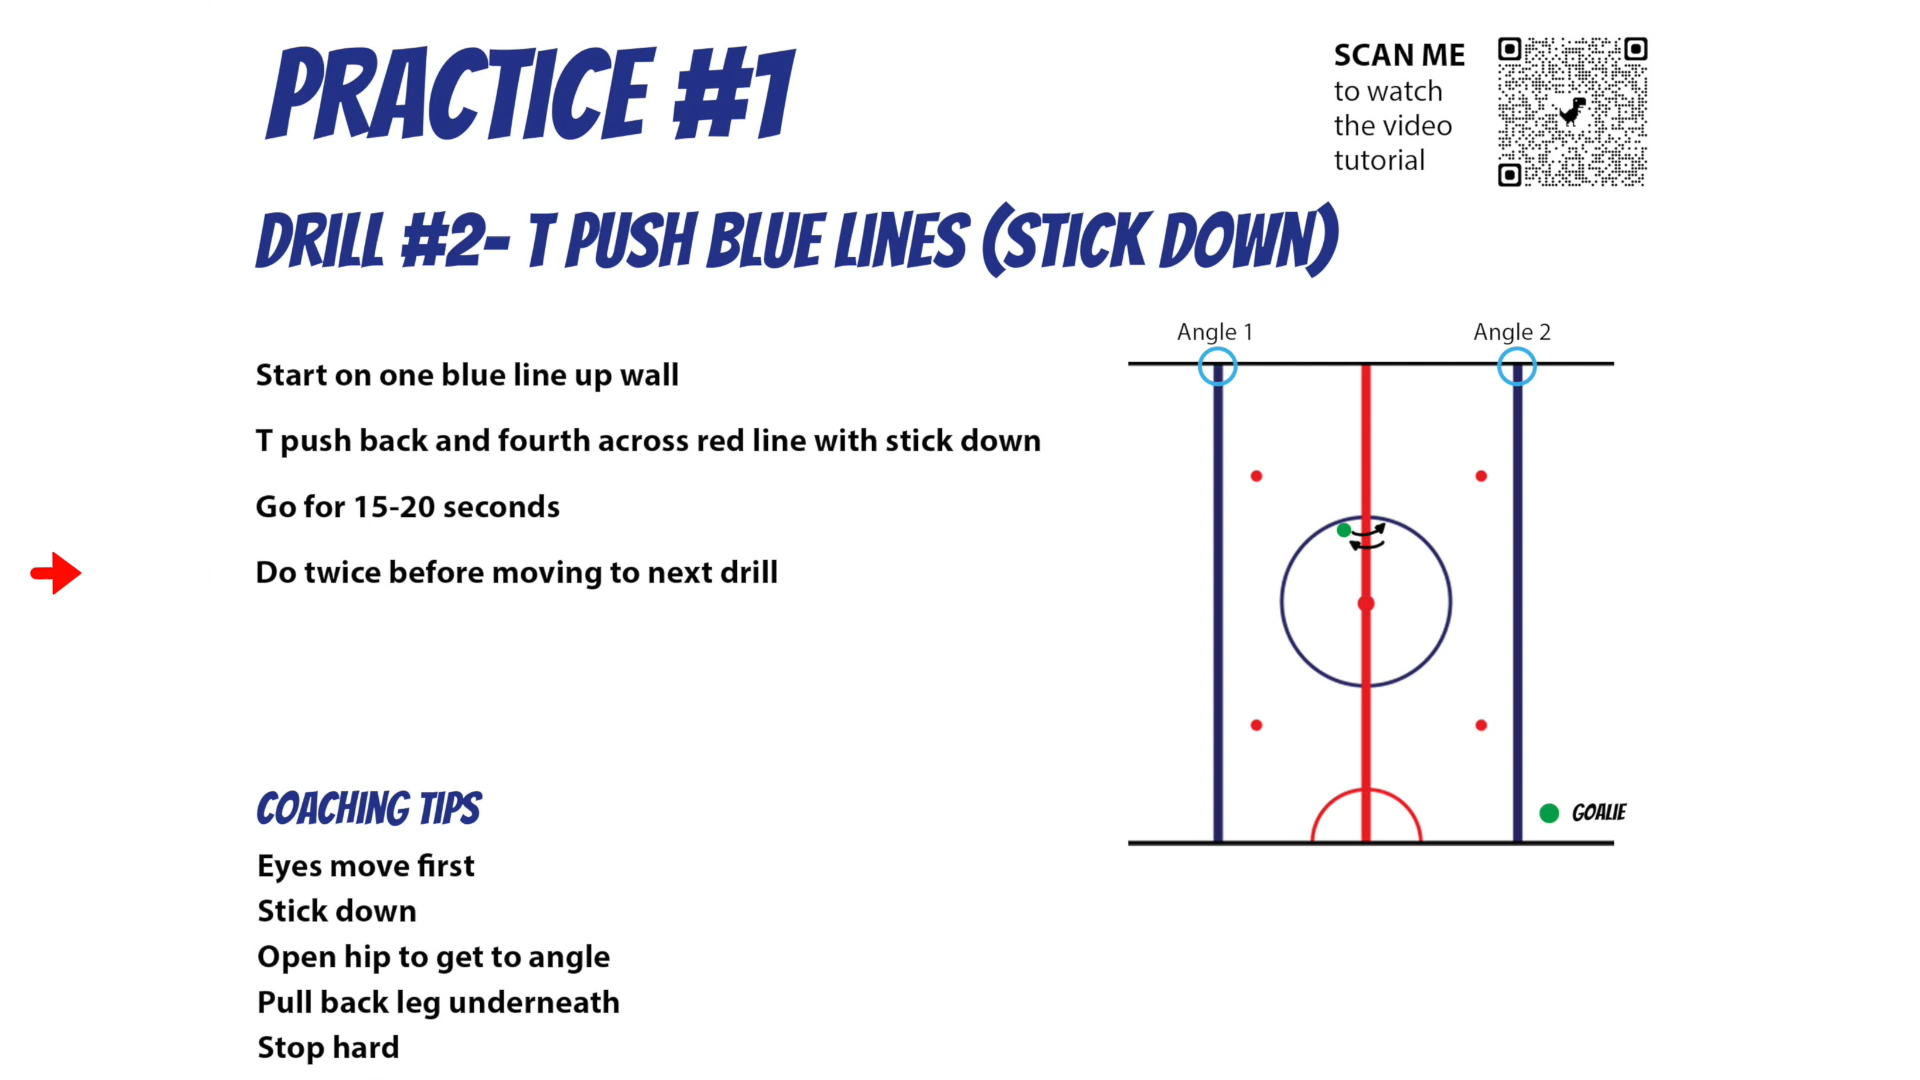 PRACTICE #1
SCAN ME
to watch
the video
tutorial
DRILL #2- T PUSH BLUE LINES (STICK DOWN)
Start on one blue line up wall
T push back and fourth across red line with stick down
Go for 15-20 seconds
Do twice before moving to next drill
Angle 1
Angle 2
GOALIE
COACHING TIPS
Eyes move first
Stick down
Open hip to get to angle
Pull back leg underneath
Stop hard